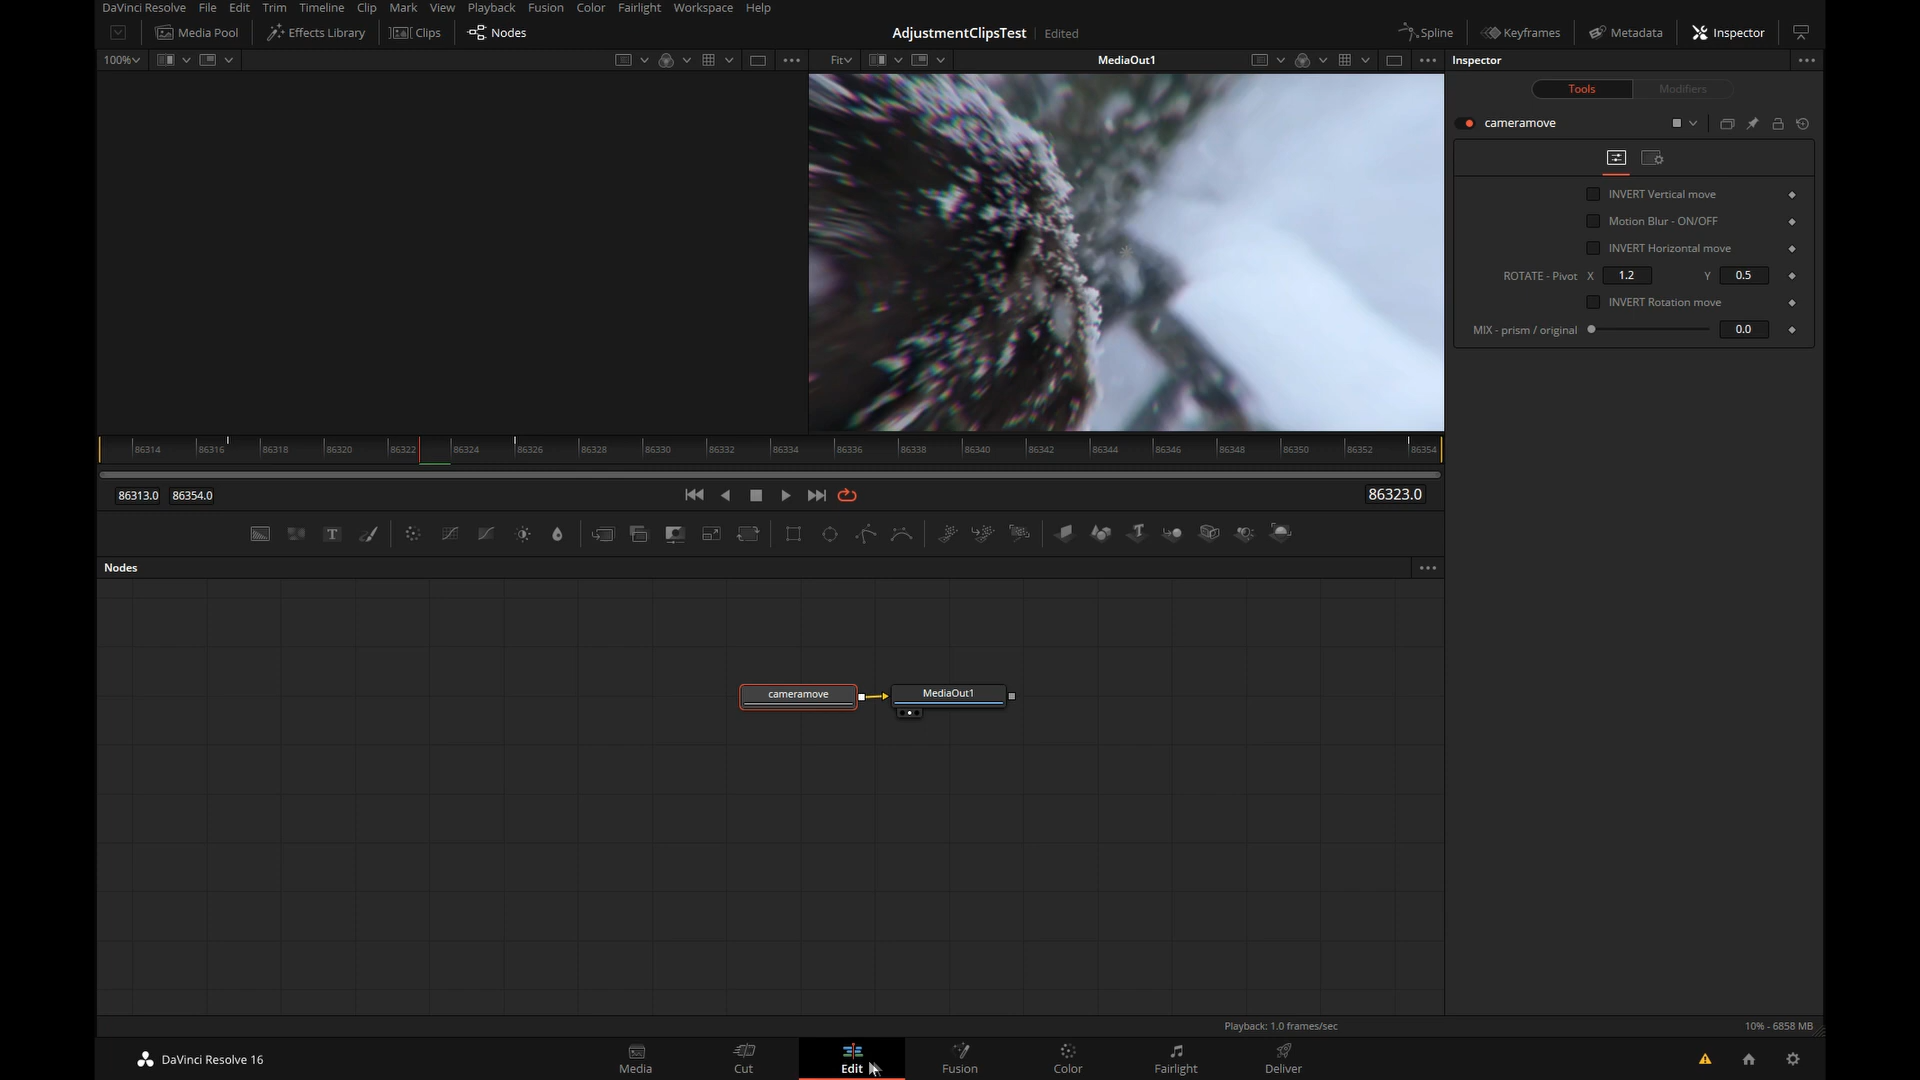 DaVinci Resolve File Edit Trim Timeline Clip Mark View Playback Fusion Color Fairlight Workspace Help
Media Pool Effects Library Clips Nodes AdjustmentClipsTest Edited Spline Keyframes Metadata Inspector
100% Fit MediaOut1 Inspector
Tools Modifiers
cameramove
INVERT Vertical move
Motion Blur - ON/OFF
INVERT Horizontal move
ROTATE - Pivot X 1.2 Y 0.5
INVERT Rotation move
MIX - prism / original 0.0
86314 86316 86318 86320 86322 86324 86326 86328 86330 86332 86334 86336 86338 86340 86342 86344 86346 86348 86350 86352 86354
86313.0 86354.0 86323.0
Nodes
cameramove MediaOut1
Playback: 1.0 frames/sec 10% - 6858 MB
DaVinci Resolve 16 Media Cut Edit Fusion Color Fairlight Deliver